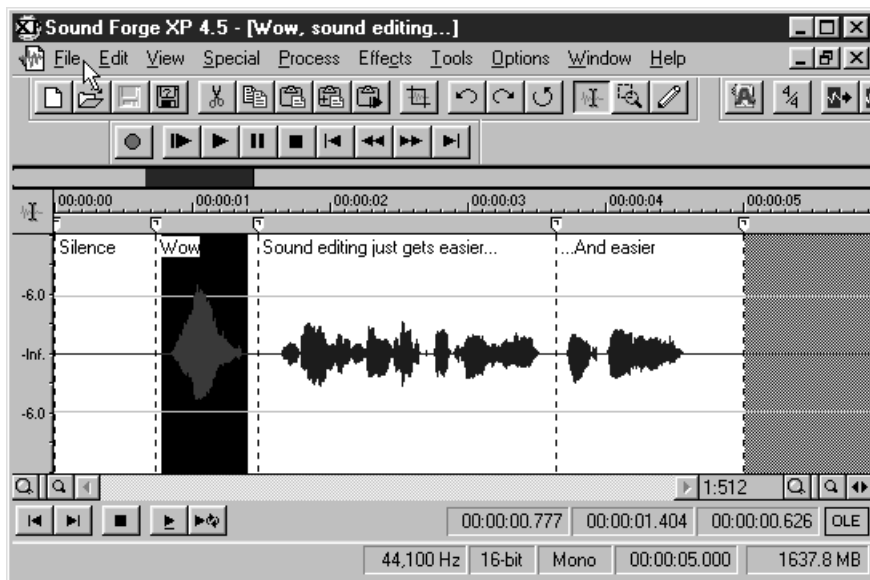 Sound Forge XP 4.5 - [Wow, sound editing...]
File Edit View Special Process Effects Tools Options Window Help
4/4
00:00:00 00:00:01 00:00:02 00:00:03 00:00:04 00:00:05
Silence Wow Sound editing just gets easier... ...And easier
-6.0
-Inf.
-6.0
1:512
00:00:00.777 00:00:01.404 00:00:00.626 OLE
44,100 Hz 16-bit Mono 00:00:05.000 1637.8 MB